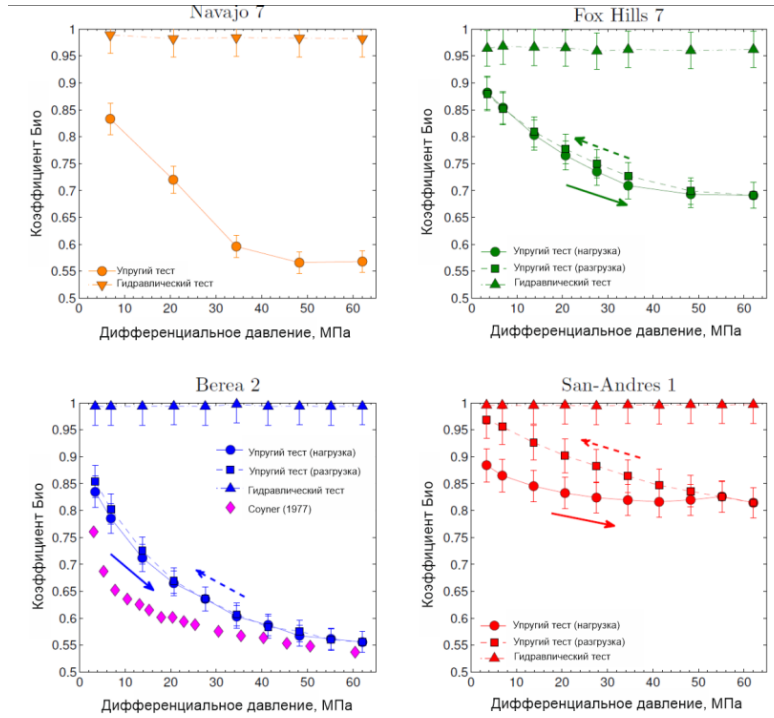 Navajo 7
Коэффициент Био
1
0.95
0.9
0.85
0.8
0.75
0.7
0.65
0.6
0.55
0.5
Упругий тест
Гидравлический тест
0 10 20 30 40 50 60
Дифференциальное давление, МПа
Fox Hills 7
Коэффициент Био
1
0.95
0.9
0.85
0.8
0.75
0.7
0.65
0.6
0.55
0.5
Упругий тест (нагрузка)
Упругий тест (разгрузка)
Гидравлический тест
0 10 20 30 40 50 60
Дифференциальное давление, МПа
Berea 2
Коэффициент Био
1
0.95
0.9
0.85
0.8
0.75
0.7
0.65
0.6
0.55
0.5
Упругий тест (нагрузка)
Упругий тест (разгрузка)
Гидравлический тест
Coyner (1977)
0 10 20 30 40 50 60
Дифференциальное давление, МПа
San-Andres 1
Коэффициент Био
1
0.95
0.9
0.85
0.8
0.75
0.7
0.65
0.6
0.55
0.5
Упругий тест (нагрузка)
Упругий тест (разгрузка)
Гидравлический тест
0 10 20 30 40 50 60
Дифференциальное давление, МПа